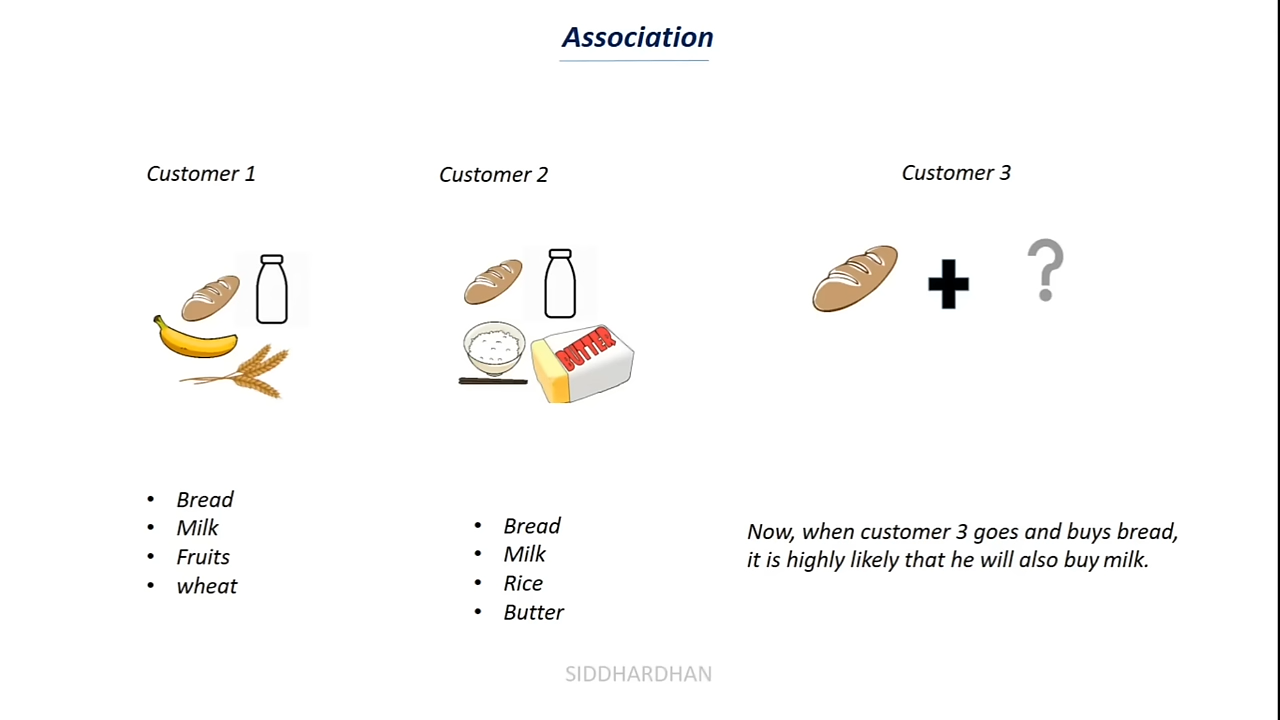 Association
Customer 1
Customer 2
Customer 3
BUTTER
• Bread
• Milk
• Fruits
• wheat
• Bread
• Milk
• Rice
• Butter
Now, when customer 3 goes and buys bread,
it is highly likely that he will also buy milk.
SIDDHARDHAN